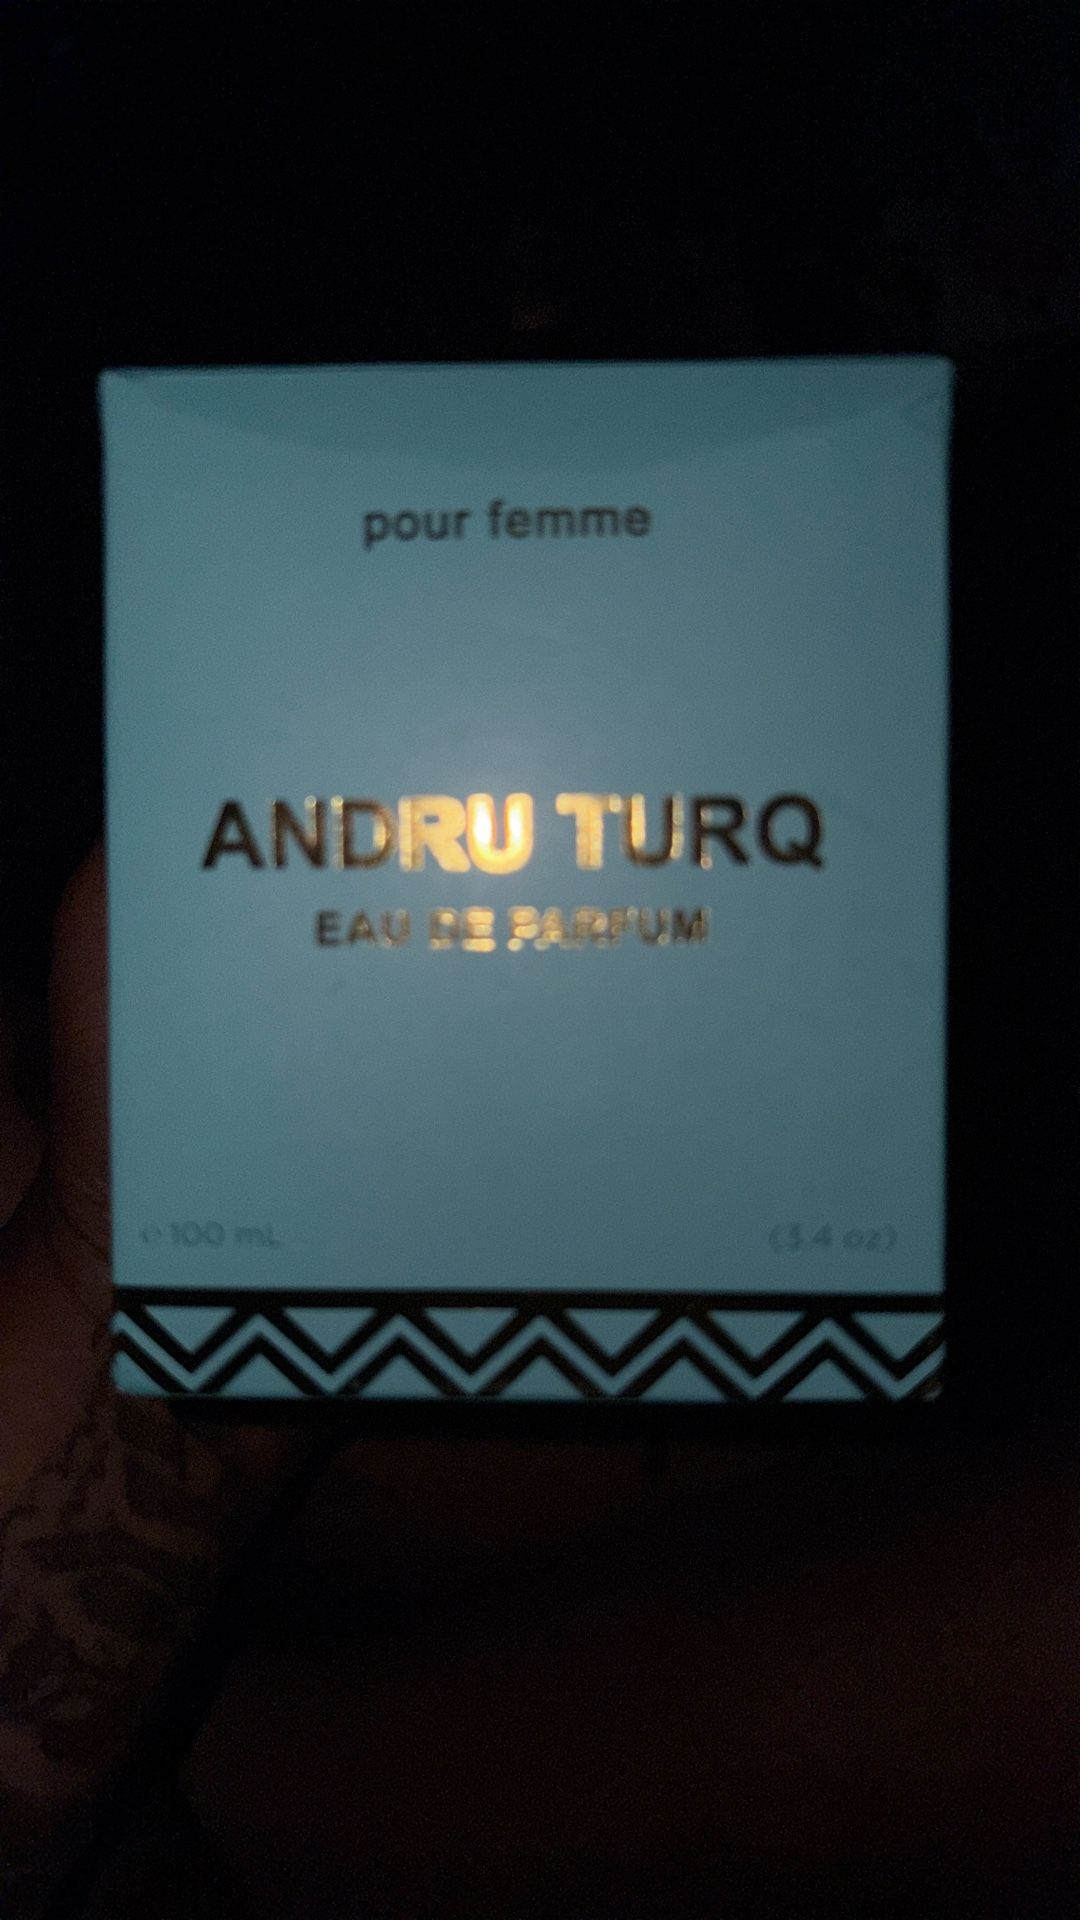 pour femme
ANDRU TURQ
EAU DE PARFUM
℮ 100 mL
(3.4 oz)